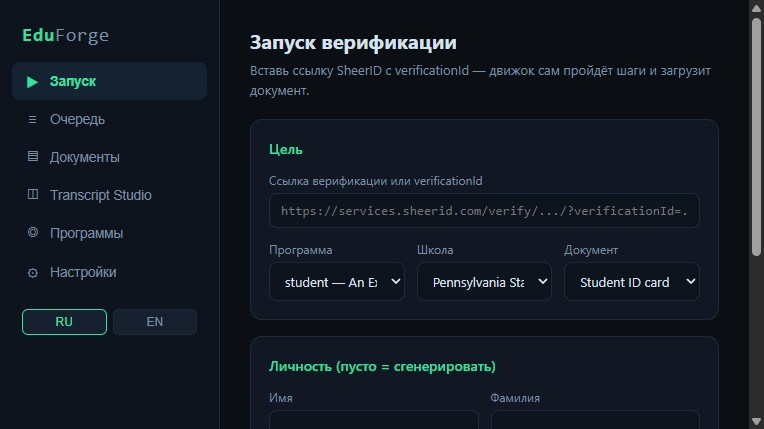 EduForge
Запуск
Очередь
Документы
Transcript Studio
Программы
Настройки
RU
EN
Запуск верификации
Вставь ссылку SheerID с verificationId — движок сам пройдёт шаги и загрузит
документ.
Цель
Ссылка верификации или verificationId
https://services.sheerid.com/verify/.../?verificationId=.
Программа
Школа
Документ
student — An Ex
Pennsylvania Sta
Student ID card
Личность (пусто = сгенерировать)
Имя
Фамилия